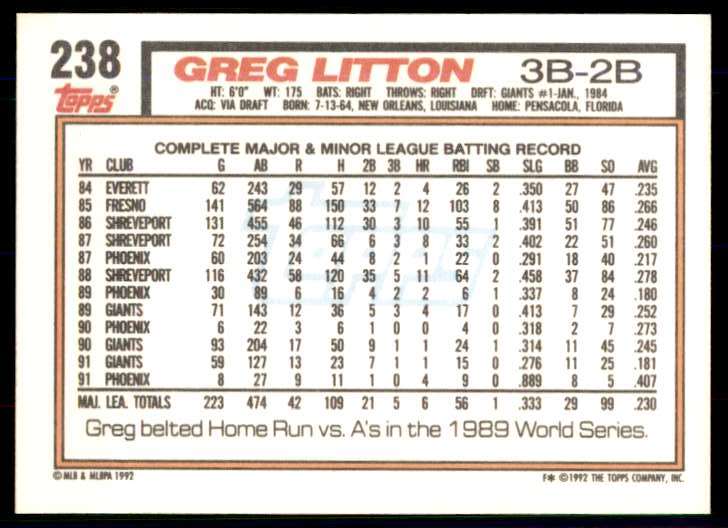 238 GREG LITTON 3B-2B
Topps® HT: 6'0" WT: 175 BATS: RIGHT THROWS: RIGHT DRFT: GIANTS #1-JAN., 1984
ACQ: VIA DRAFT BORN: 7-13-64, NEW ORLEANS, LOUISIANA HOME: PENSACOLA, FLORIDA
COMPLETE MAJOR & MINOR LEAGUE BATTING RECORD
YR CLUB G AB R H 2B 3B HR RBI SB SLG BB SO AVG
84 EVERETT 62 243 29 57 12 2 4 26 2 .350 27 47 .235
85 FRESNO 141 564 88 150 33 7 12 103 8 .413 50 86 .266
86 SHREVEPORT 131 455 46 112 30 3 10 55 1 .391 51 77 .246
87 SHREVEPORT 72 254 34 66 6 3 8 33 2 .402 22 51 .260
87 PHOENIX 60 203 24 44 8 2 1 22 0 .291 18 40 .217
88 SHREVEPORT 116 432 58 120 35 5 11 64 2 .458 37 84 .278
89 PHOENIX 30 89 6 16 4 2 2 6 1 .337 8 24 .180
89 GIANTS 71 143 12 36 5 3 4 17 0 .413 7 29 .252
90 PHOENIX 6 22 3 6 1 0 0 4 0 .318 2 7 .273
90 GIANTS 93 204 17 50 9 1 1 24 1 .314 11 45 .245
91 GIANTS 59 127 13 23 7 1 1 15 0 .276 11 25 .181
91 PHOENIX 8 27 9 11 1 0 4 9 0 .889 8 5 .407
MAJ. LEA. TOTALS 223 474 42 109 21 5 6 56 1 .333 29 99 .230
Greg belted Home Run vs. A's in the 1989 World Series.
© MLB & MLBPA 1992 F* © 1992 THE TOPPS COMPANY, INC.